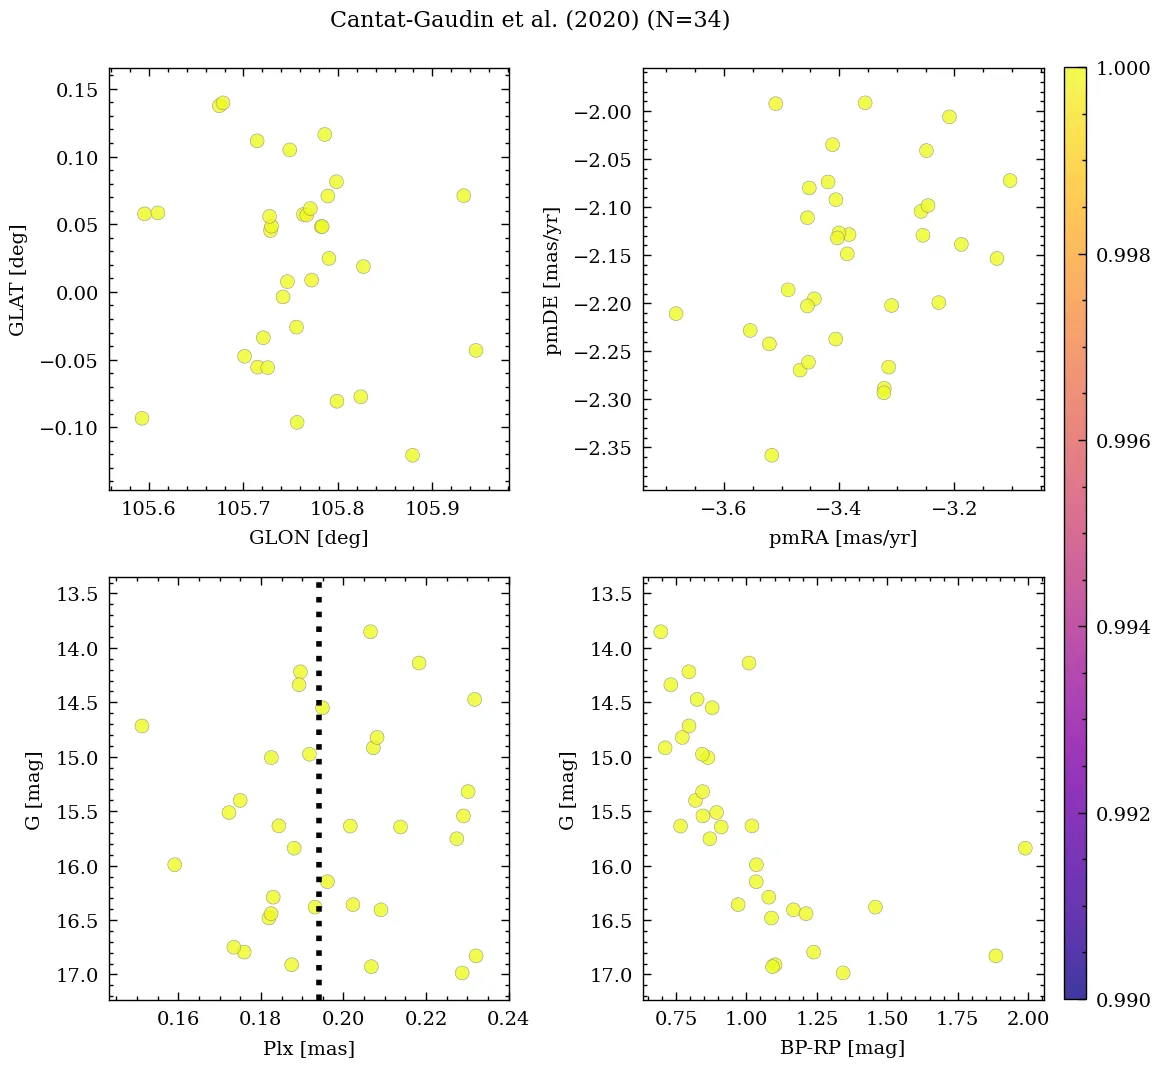 Cantat-Gaudin et al. (2020) (N=34)
0.15
0.10
0.05
0.00
−0.05
−0.10
GLAT [deg]
105.6 105.7 105.8 105.9
GLON [deg]
−2.00
−2.05
−2.10
−2.15
−2.20
−2.25
−2.30
−2.35
pmDE [mas/yr]
−3.6 −3.4 −3.2
pmRA [mas/yr]
13.5
14.0
14.5
15.0
15.5
16.0
16.5
17.0
G [mag]
0.16 0.18 0.20 0.22 0.24
Plx [mas]
13.5
14.0
14.5
15.0
15.5
16.0
16.5
17.0
G [mag]
0.75 1.00 1.25 1.50 1.75 2.00
BP-RP [mag]
1.000
0.998
0.996
0.994
0.992
0.990